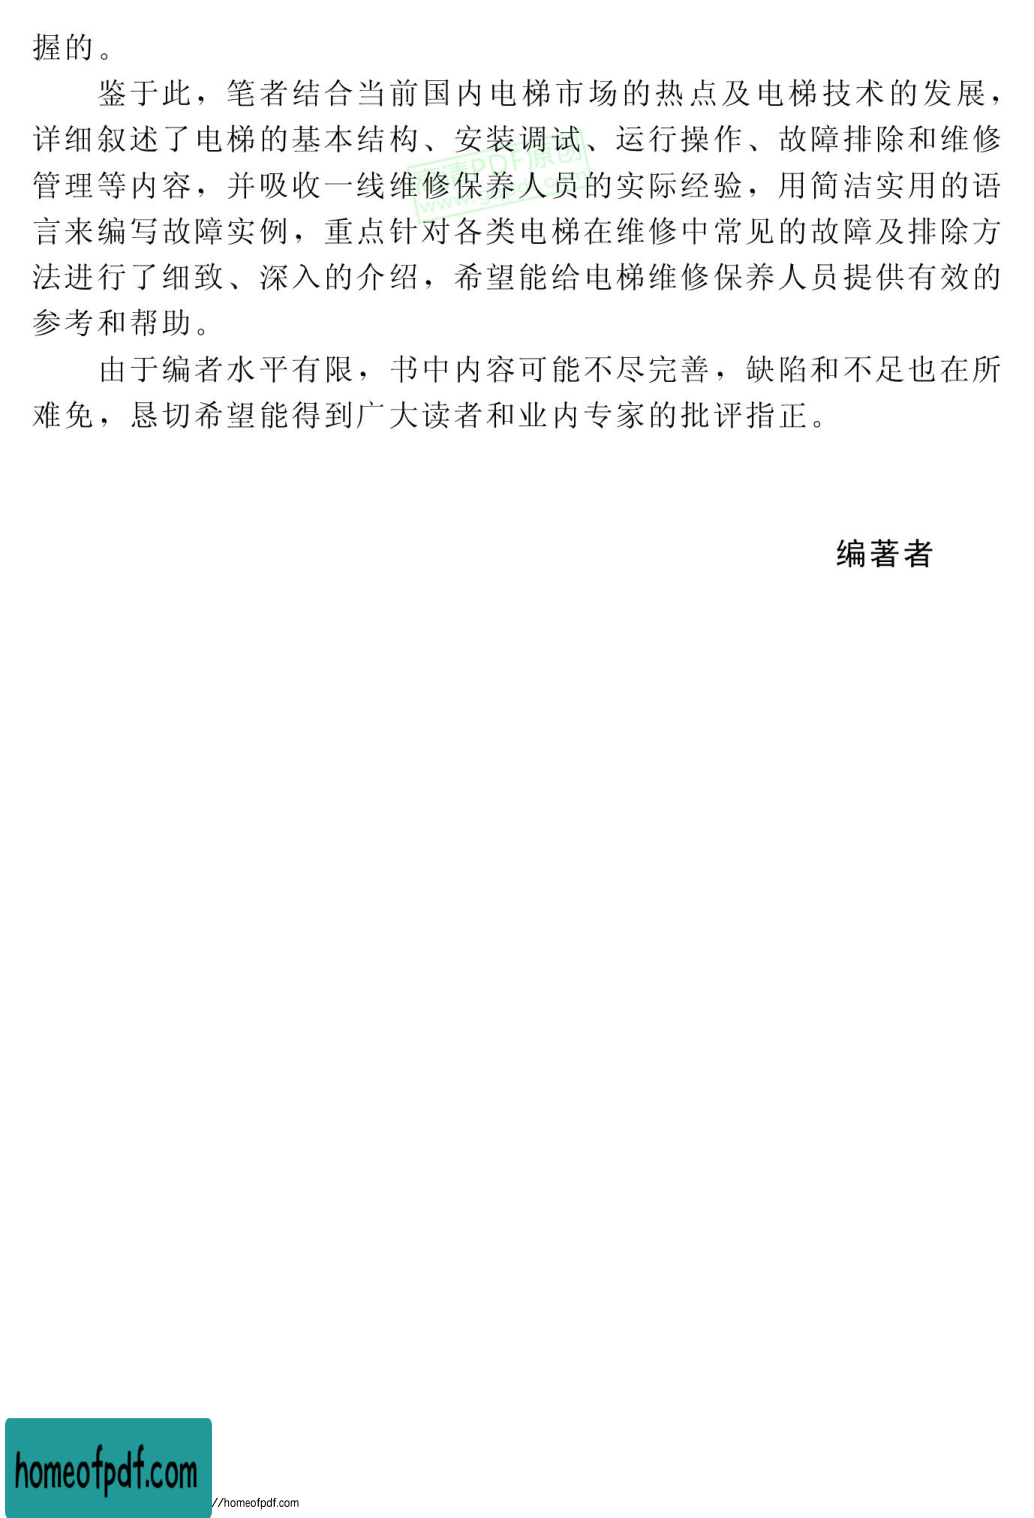 握的。
鉴于此，笔者结合当前国内电梯市场的热点及电梯技术的发展，
详细叙述了电梯的基本结构、安装调试、运行操作、故障排除和维修
管理等内容，并吸收一线维修保养人员的实际经验，用简洁实用的语
言来编写故障实例，重点针对各类电梯在维修中常见的故障及排除方
法进行了细致、深入的介绍，希望能给电梯维修保养人员提供有效的
参考和帮助。
由于编者水平有限，书中内容可能不尽完善，缺陷和不足也在所
难免，恳切希望能得到广大读者和业内专家的批评指正。
编著者
homeofpdf.com
//homeofpdf.com